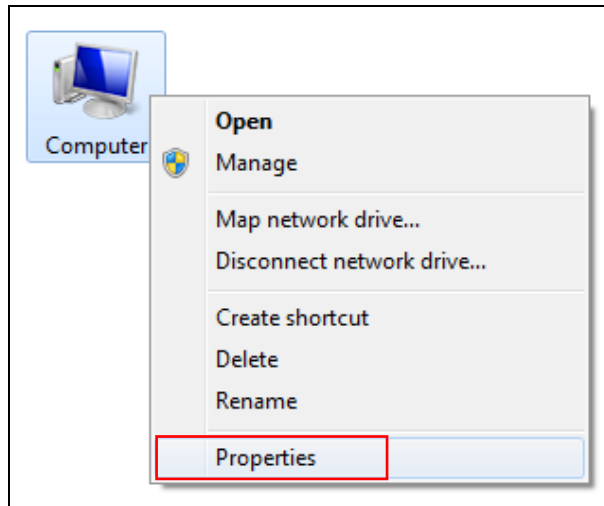 Computer
Open
Manage
Map network drive...
Disconnect network drive...
Create shortcut
Delete
Rename
Properties